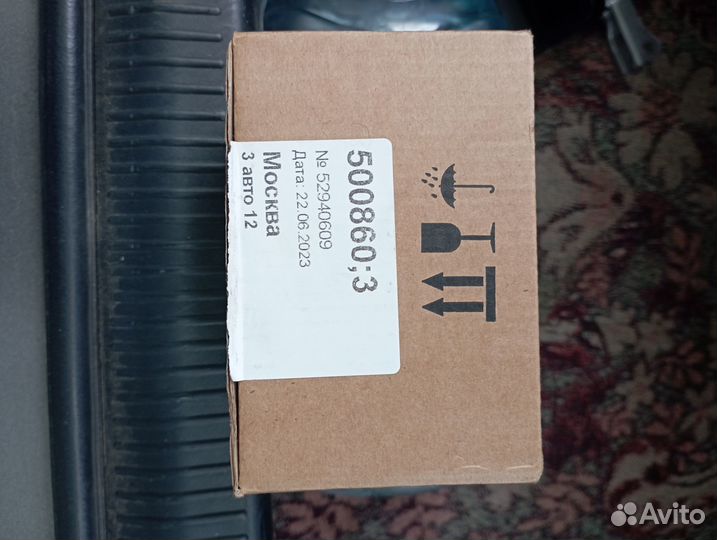 500860;3
№ 52940609
Дата: 22.06.2023
Москва
3 авто 12
Avito